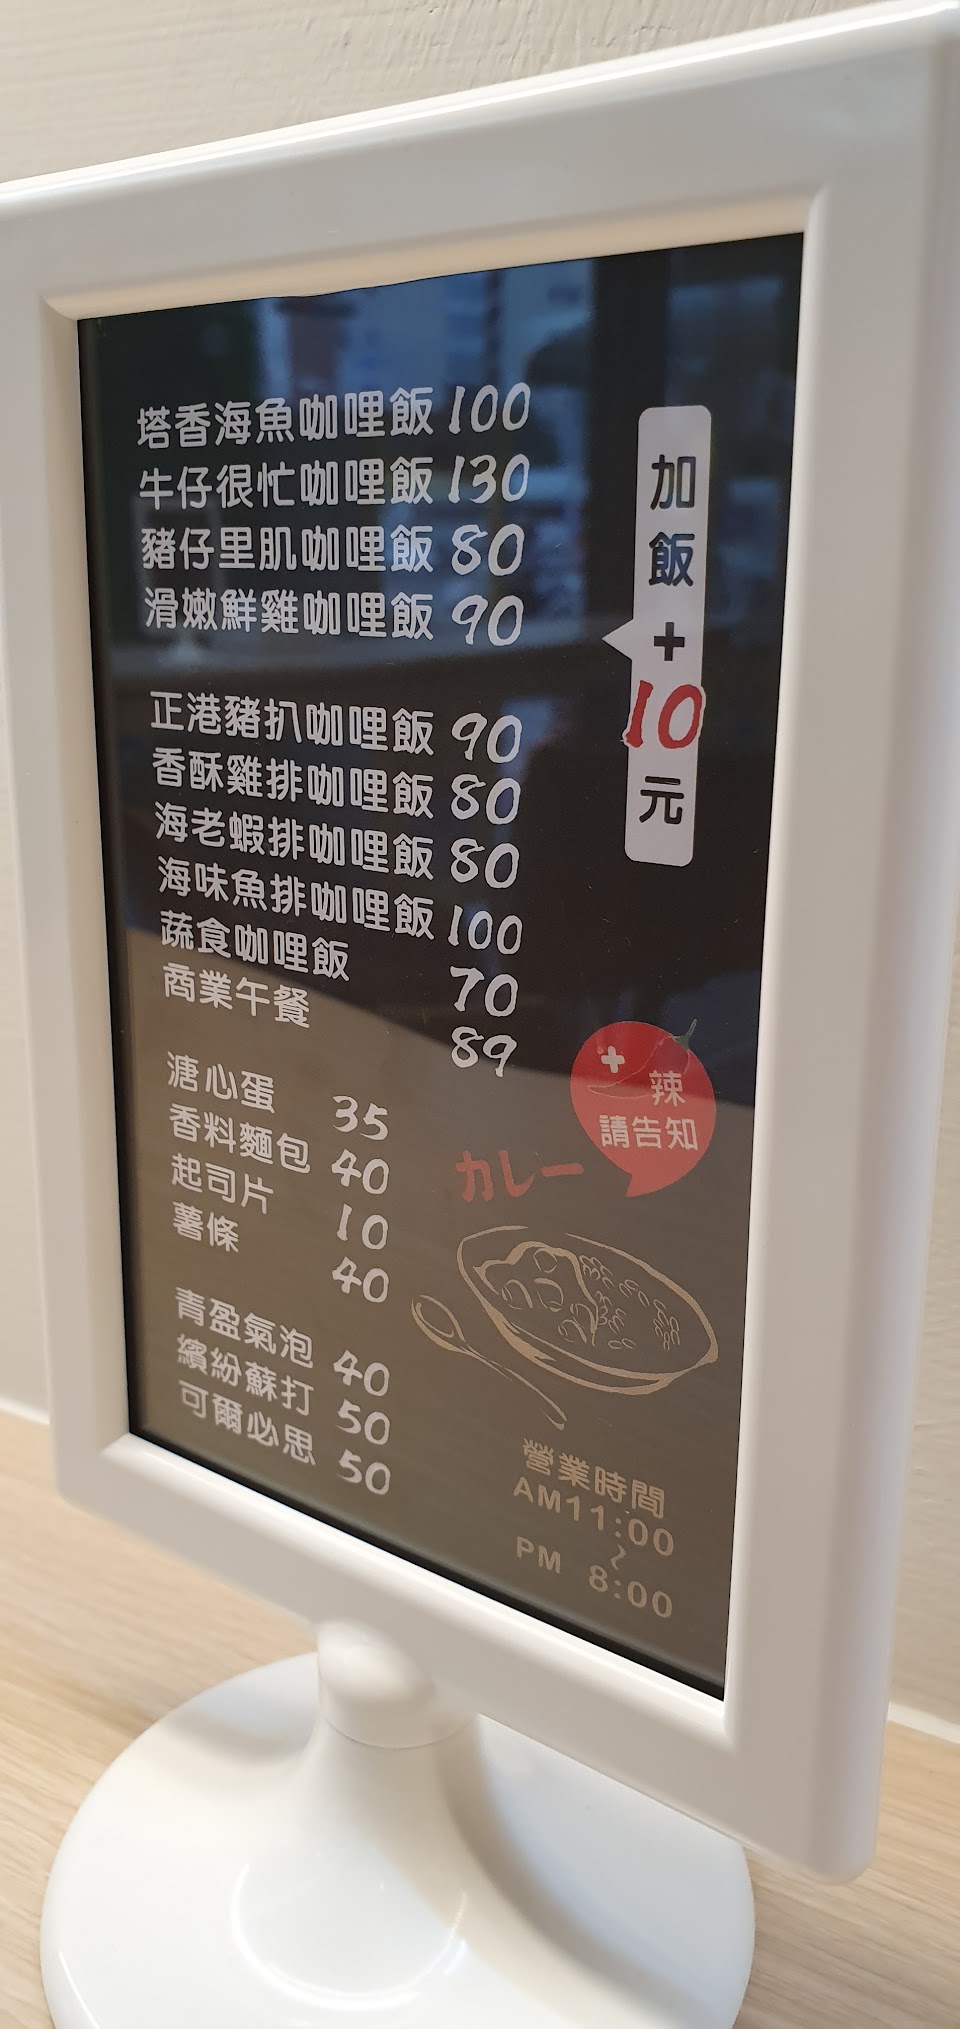 塔香海魚咖哩飯 100
牛仔很忙咖哩飯 130
豬仔里肌咖哩飯 80
滑嫩鮮雞咖哩飯 90
正港豬扒咖哩飯 90
香酥雞排咖哩飯 80
海老蝦排咖哩飯 80
海味魚排咖哩飯 100
蔬食咖哩飯 70
商業午餐 89
溏心蛋 35
香料麵包 40
起司片 10
薯條 40
青盈氣泡 40
繽紛蘇打 50
可爾必思 50
加飯+10元
+辣
請告知
カレー
營業時間
AM11:00
~
PM 8:00